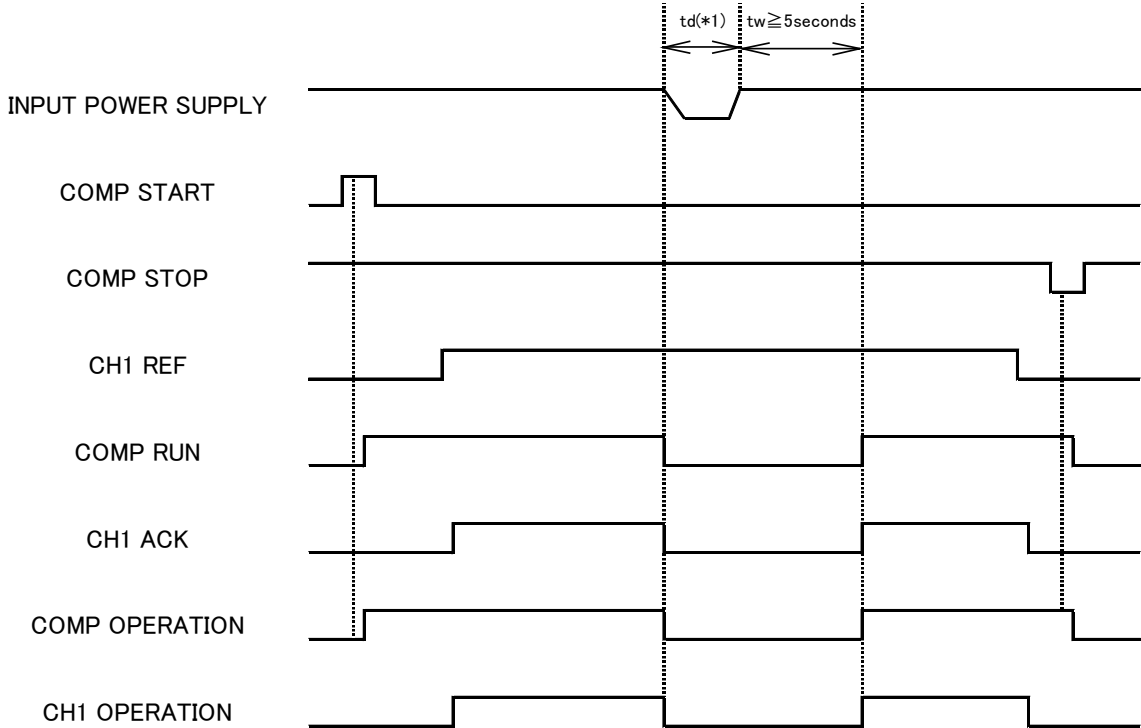 td(*1) tw≧5seconds
INPUT POWER SUPPLY
COMP START
COMP STOP
CH1 REF
COMP RUN
CH1 ACK
COMP OPERATION
CH1 OPERATION